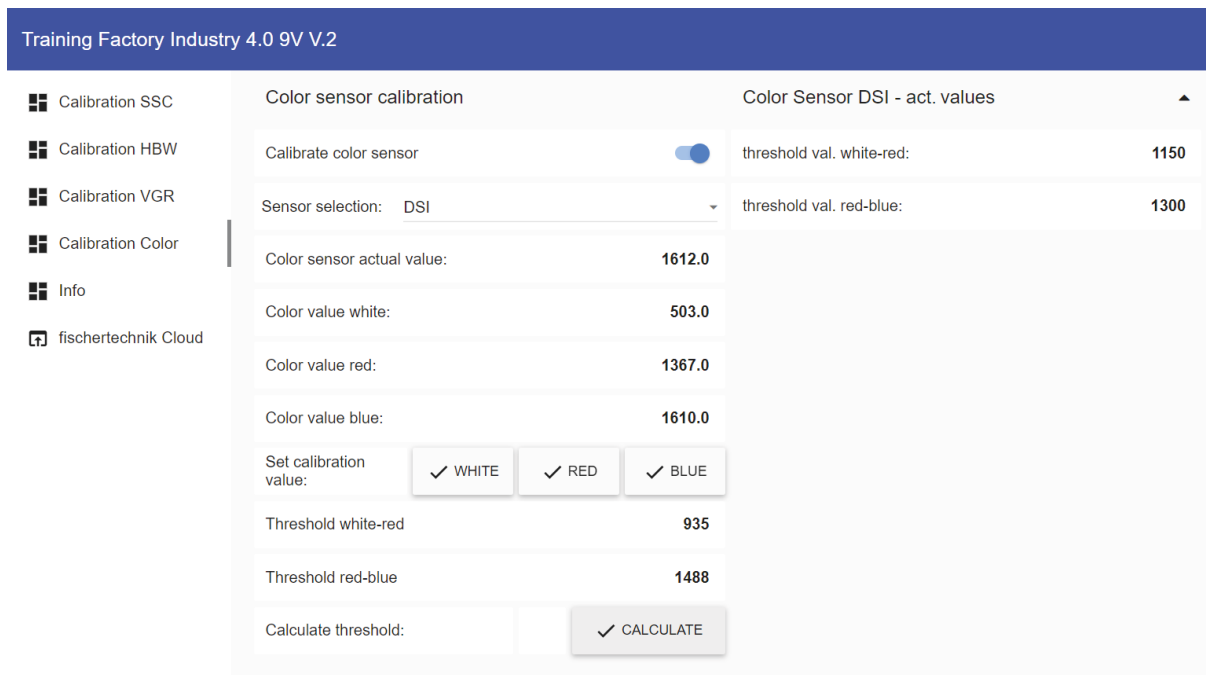 Training Factory Industry 4.0 9V V.2
Calibration SSC
Calibration HBW
Calibration VGR
Calibration Color
Info
fischertechnik Cloud
Color sensor calibration
Calibrate color sensor
Sensor selection: DSI
Color sensor actual value: 1612.0
Color value white: 503.0
Color value red: 1367.0
Color value blue: 1610.0
Set calibration
value:
WHITE RED BLUE
Threshold white-red 935
Threshold red-blue 1488
Calculate threshold: CALCULATE
Color Sensor DSI - act. values
threshold val. white-red: 1150
threshold val. red-blue: 1300